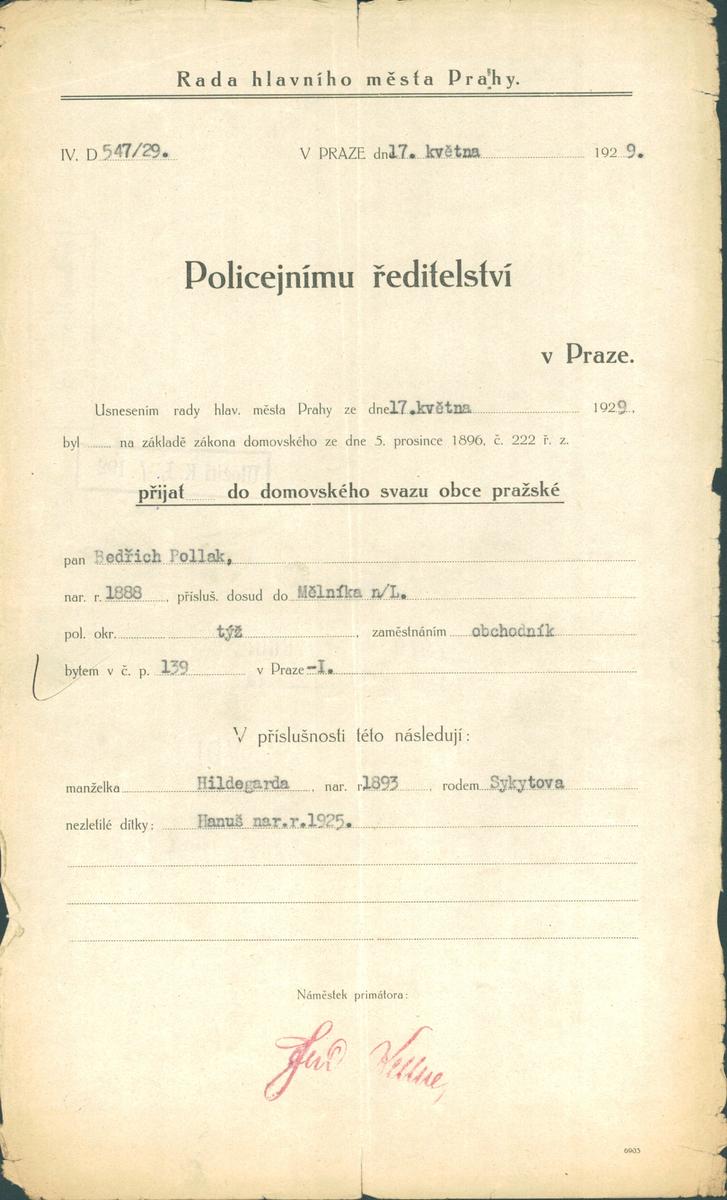 Rada hlavního města Prahy.
IV. D 547/29. V PRAZE dn 17. května 192 9.
Policejnímu ředitelství
v Praze.
Usnesením rady hlav. města Prahy ze dne 17.května 1929.
byl na základě zákona domovského ze dne 5. prosince 1896, č. 222 ř. z.
přijat do domovského svazu obce pražské
pan Bedřich Pollak,
nar. r. 1888, přísluš. dosud do Mělníka n/L.
pol. okr. týž, zaměstnáním obchodník
bytem v č. p. 139 v Praze -I.
V příslušnosti této následují:
manželka Hildegarda, nar. r. 1893, rodem Sykytova
nezletilé dítky: Hanuš nar.r.1925.
Náměstek primátora:
6903